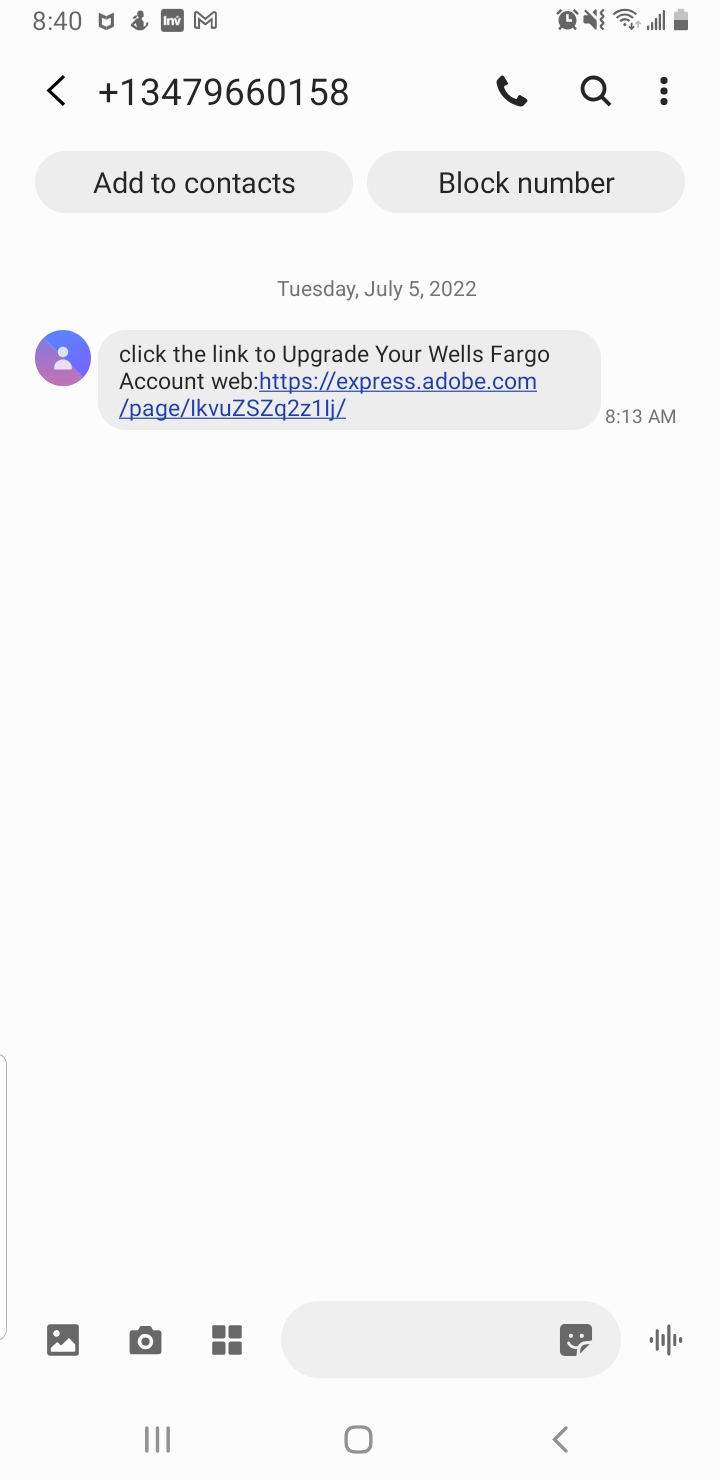 8:40 Inv
+13479660158
Add to contacts Block number
Tuesday, July 5, 2022
click the link to Upgrade Your Wells Fargo
Account web:https://express.adobe.com
/page/IkvuZSZq2z1Ij/
8:13 AM